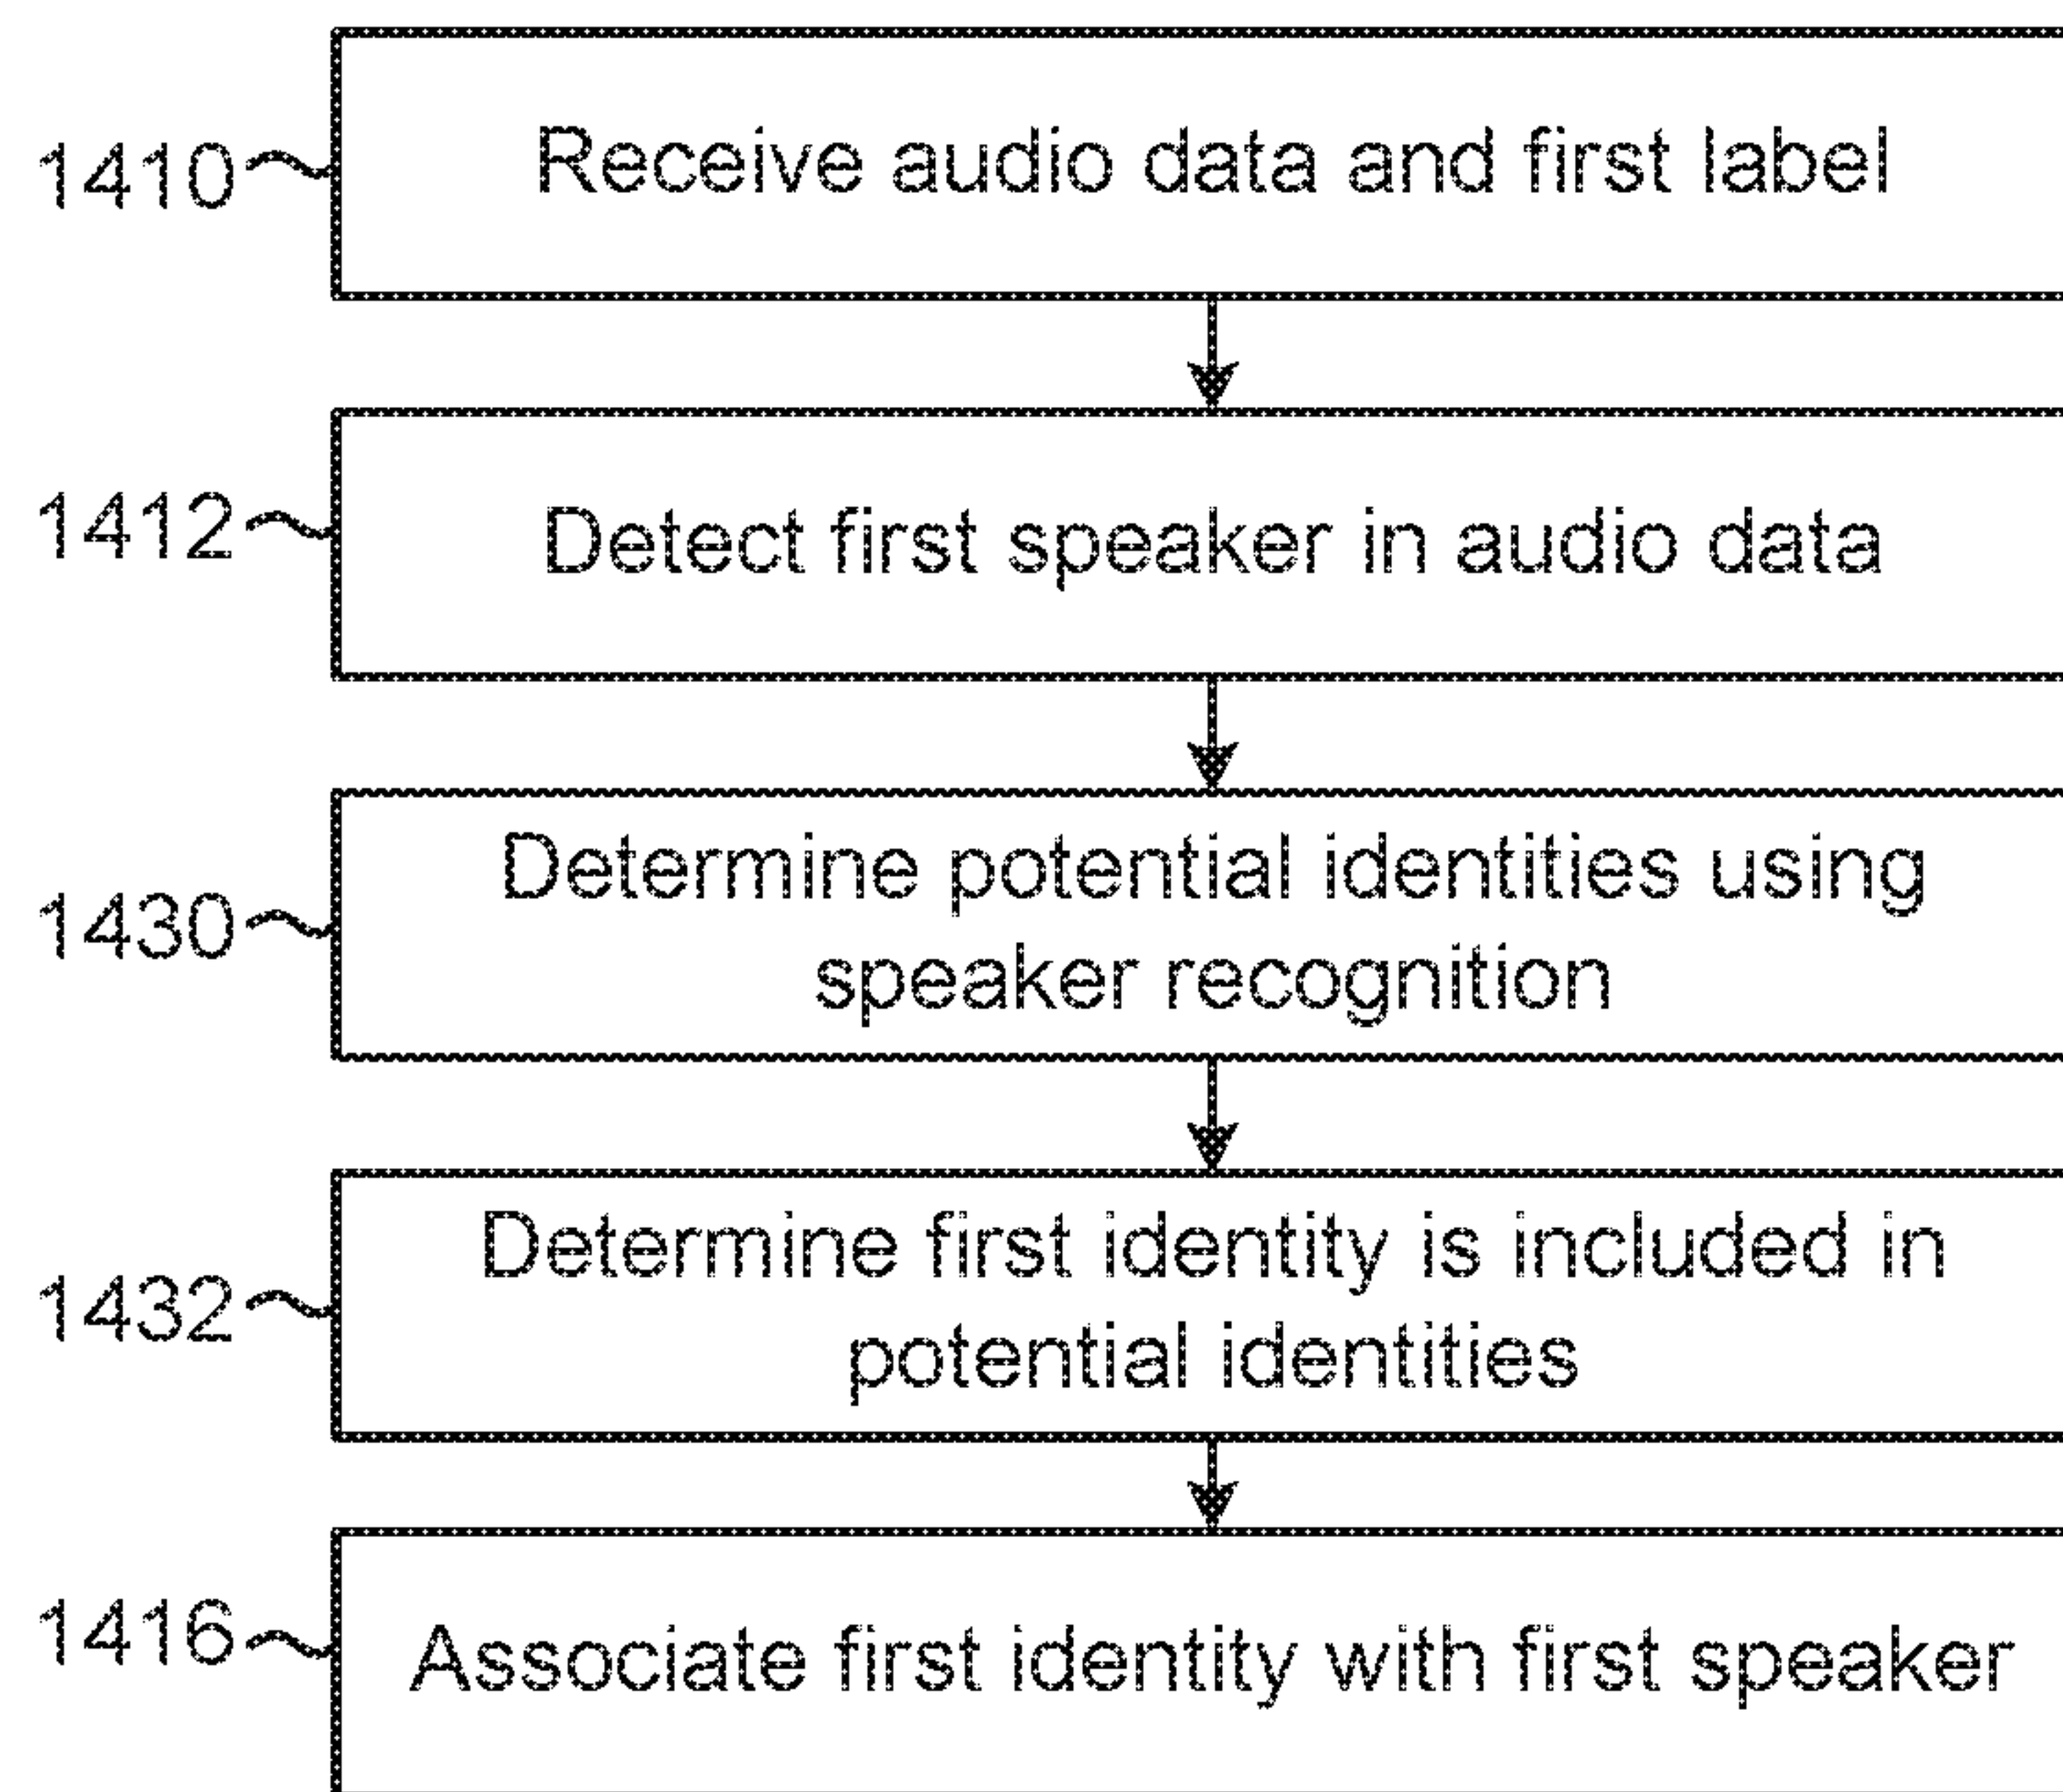 1410 Receive audio data and first label
1412 Detect first speaker in audio data
1430 Determine potential identities using
speaker recognition
1432 Determine first identity is included in
potential identities
1416 Associate first identity with first speaker